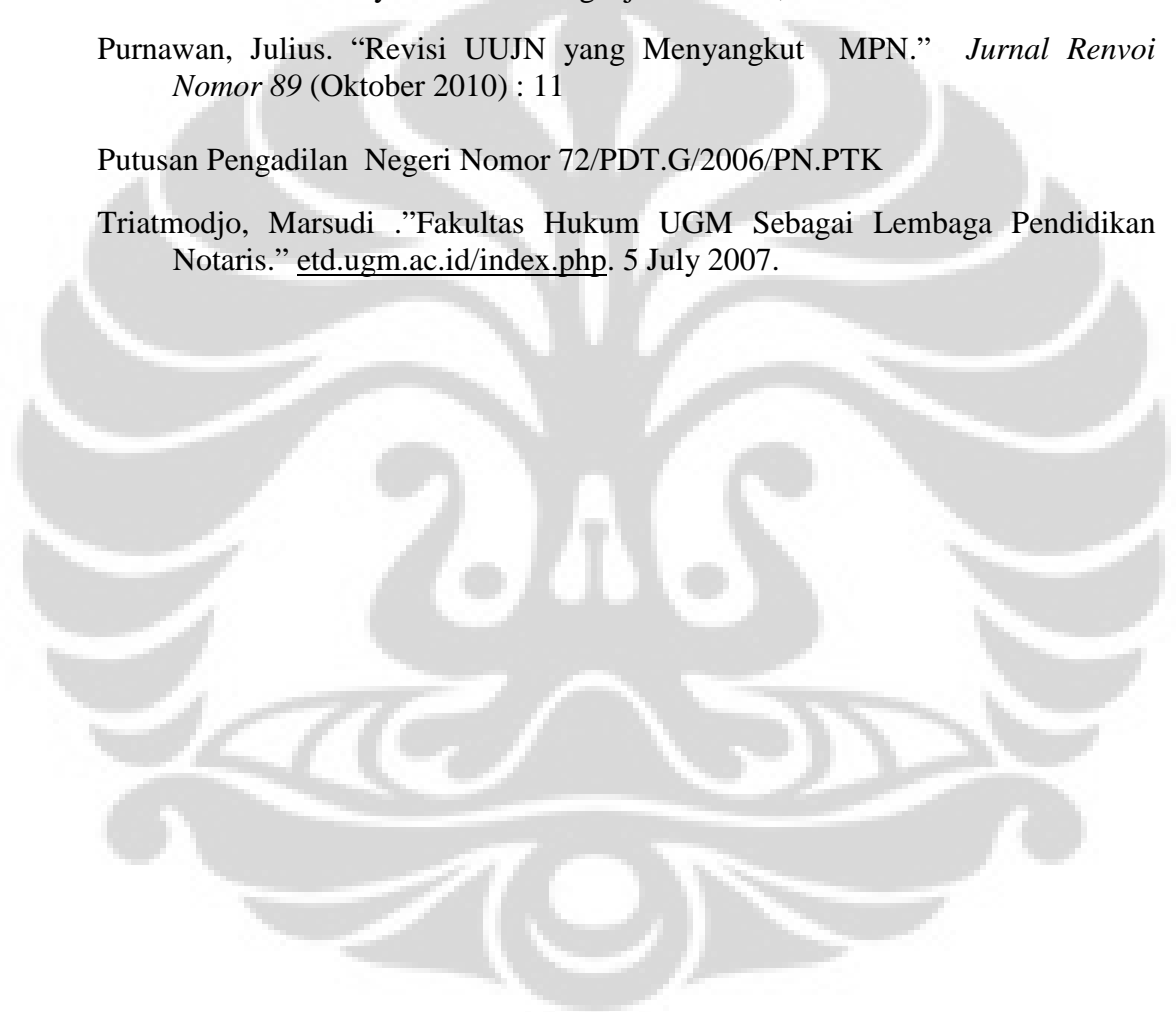 Purnawan, Julius. “Revisi UUJN yang Menyangkut MPN.” Jurnal Renvoi
Nomor 89 (Oktober 2010) : 11
Putusan Pengadilan Negeri Nomor 72/PDT.G/2006/PN.PTK
Triatmodjo, Marsudi .”Fakultas Hukum UGM Sebagai Lembaga Pendidikan
Notaris.” etd.ugm.ac.id/index.php. 5 July 2007.